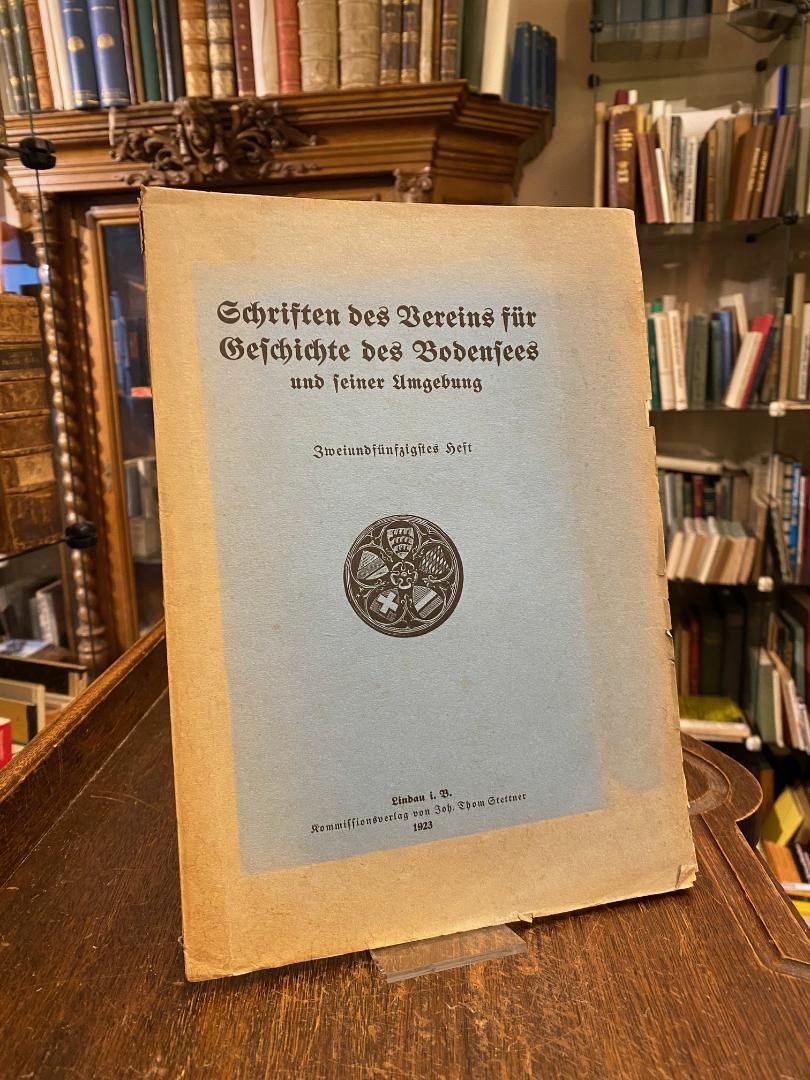 Schriften des Vereins für
Geschichte des Bodensees
und seiner Umgebung
Zweiundfünfzigstes Heft
Lindau i. B.
Kommissionsverlag von Joh. Thom Stettner
1923